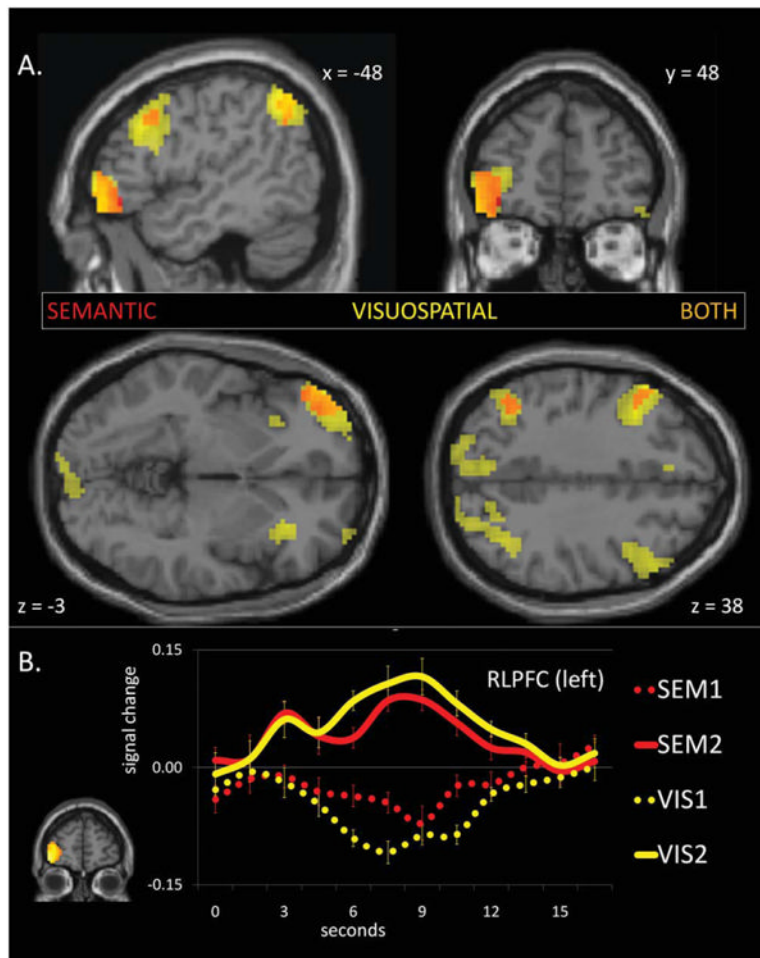 A.
x = -48
y = 48
SEMANTIC VISUOSPATIAL BOTH
z = -3
z = 38
B.
0.15
RLPFC (left)
signal change
0.00
-0.15
0 3 6 9 12 15
seconds
SEM1
SEM2
VIS1
VIS2